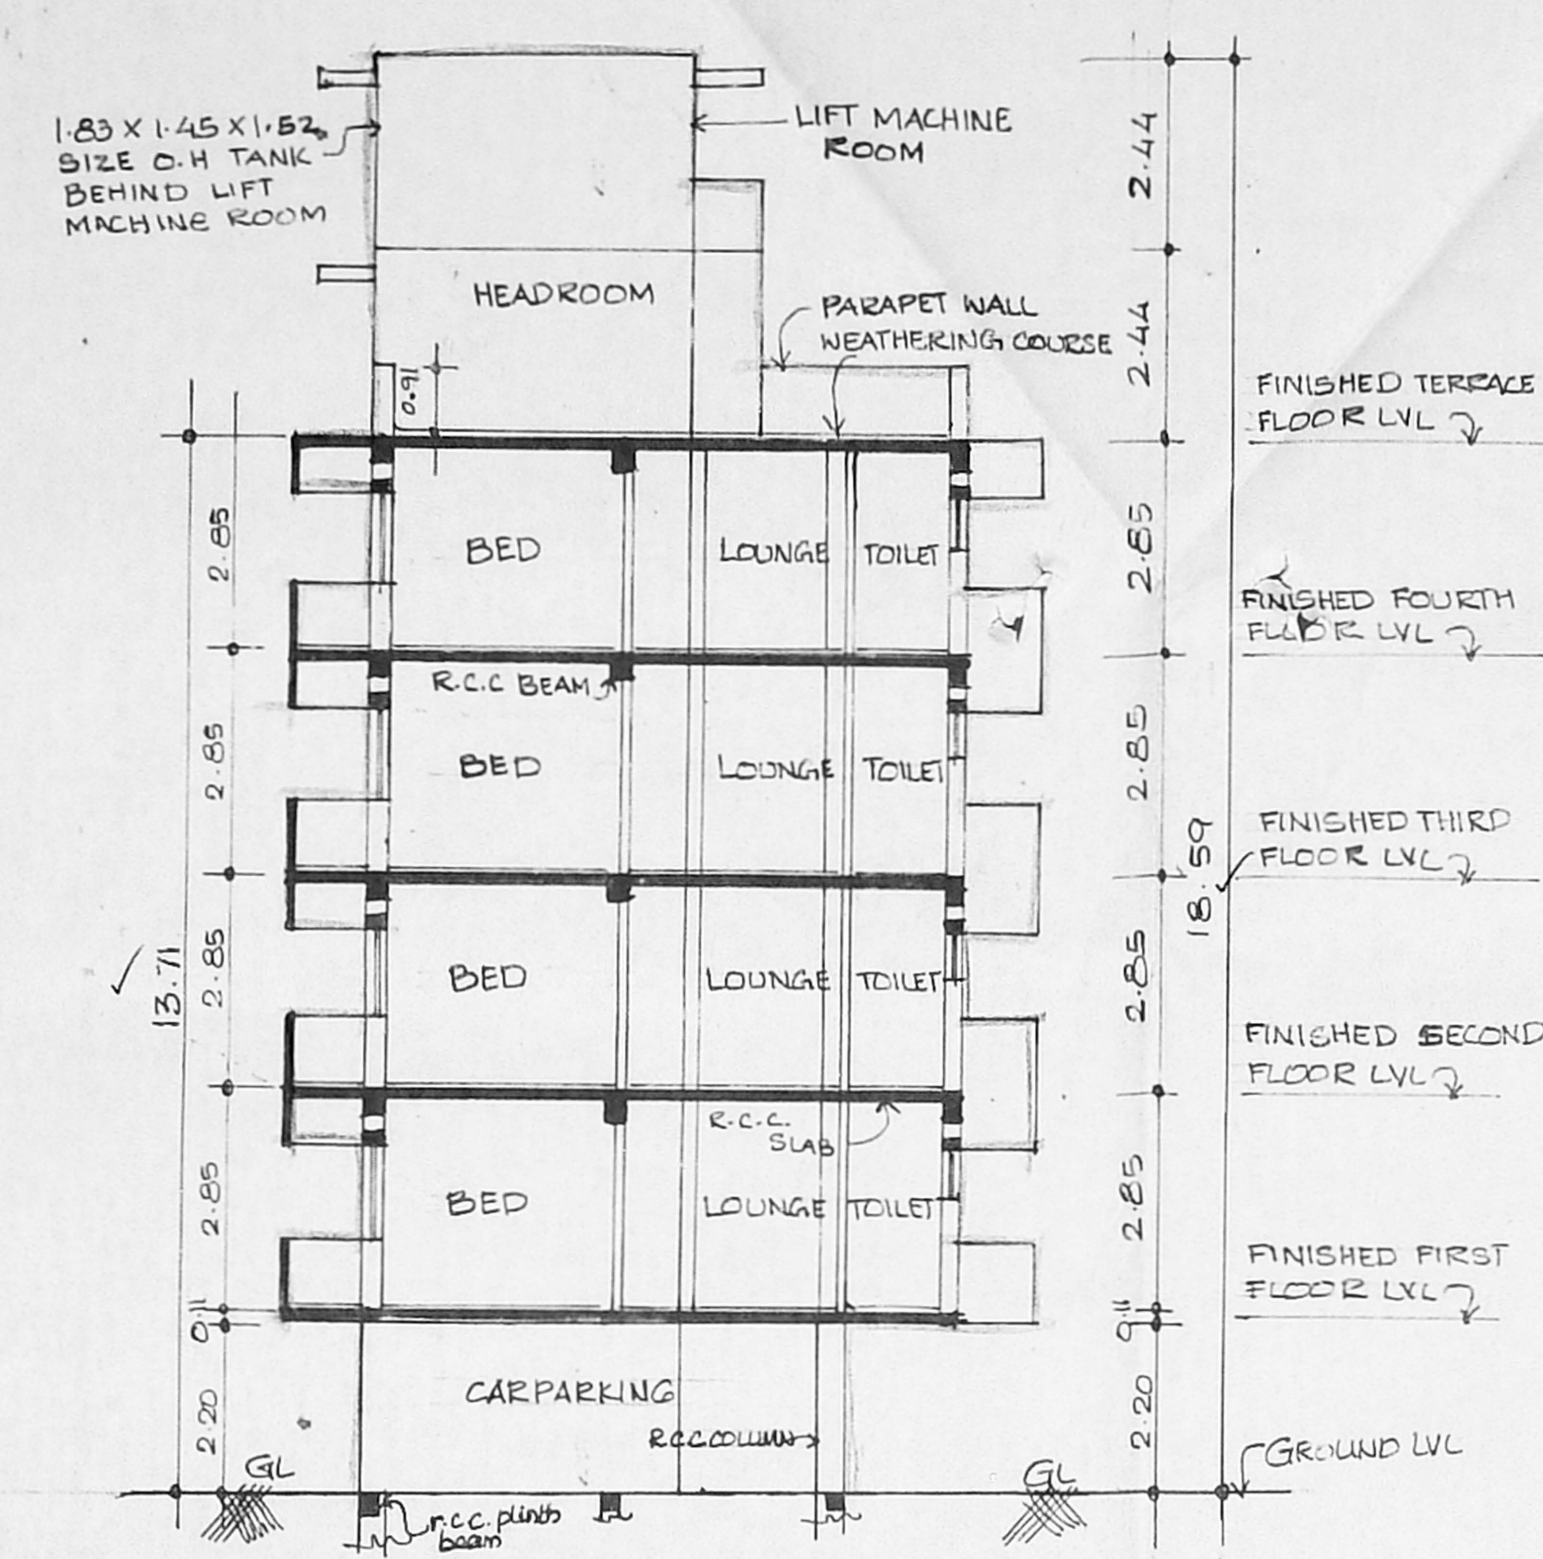 1.83 X 1.45 X 1.52
SIZE O.H TANK
BEHIND LIFT
MACHINE ROOM
LIFT MACHINE
ROOM
2.44
HEADROOM
PARAPET WALL
WEATHERING COURSE
2.44
0.91
FINISHED TERRACE
FLOOR LVL
2.85
BED
LOUNGE
TOILET
2.85
FINISHED FOURTH
FLOOR LVL
R.C.C BEAM
2.85
BED
LOUNGE
TOILET
2.85
FINISHED THIRD
FLOOR LVL
18.59
13.71
2.85
BED
LOUNGE
TOILET
2.85
FINISHED SECOND
FLOOR LVL
R.C.C.
SLAB
2.85
BED
LOUNGE
TOILET
2.85
FINISHED FIRST
FLOOR LVL
0.11
0.11
2.20
CARPARKING
R.C.C COLUMN
2.20
GL
GL
GROUND LVL
r.c.c. plinth
beam